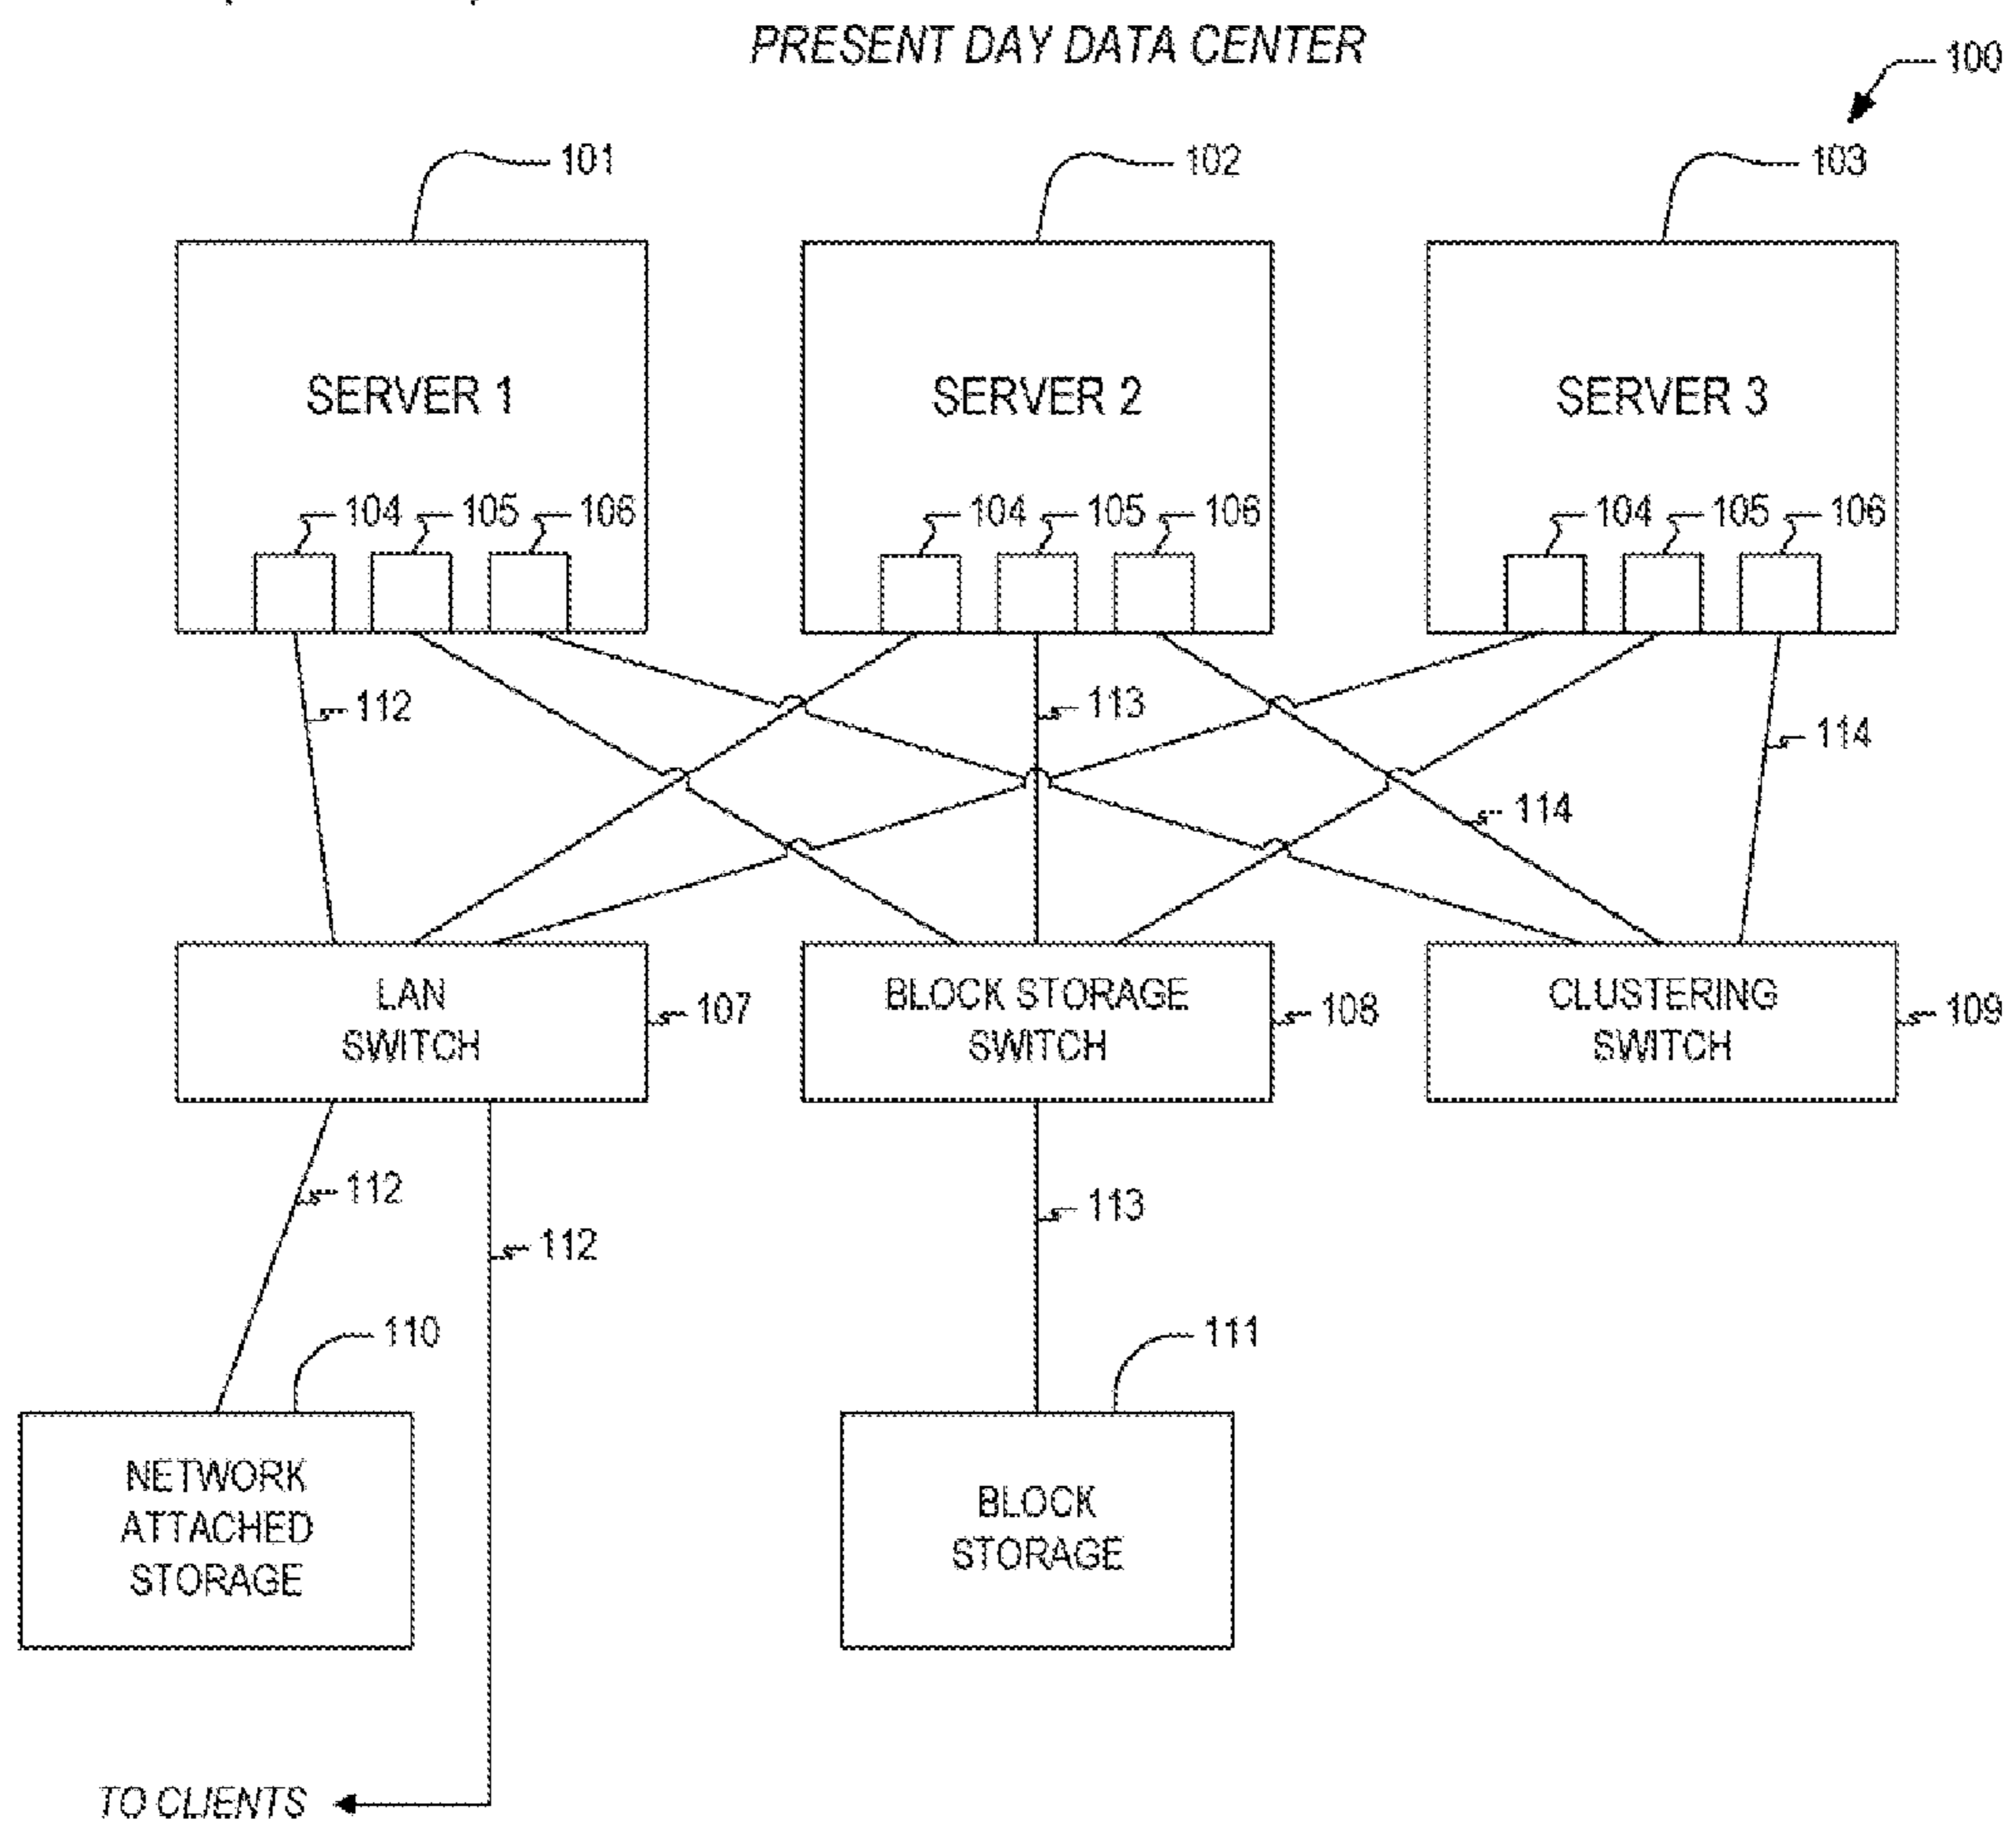 PRESENT DAY DATA CENTER
100
101
102
103
SERVER 1
SERVER 2
SERVER 3
104 105 106
104 105 106
104 105 106
112
113
114
114
LAN
SWITCH
107
BLOCK STORAGE
SWITCH
108
CLUSTERING
SWITCH
109
112
112
113
110
111
NETWORK
ATTACHED
STORAGE
BLOCK
STORAGE
TO CLIENTS